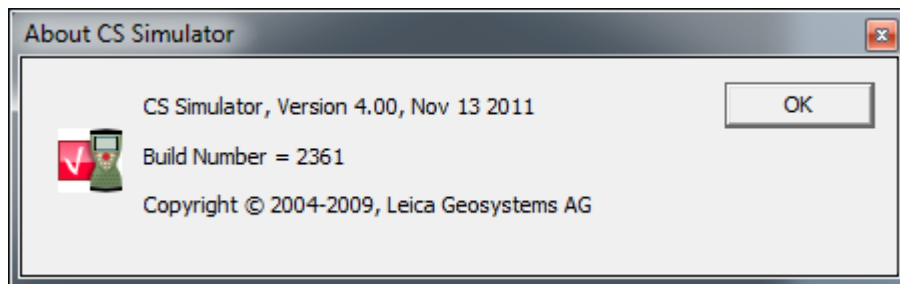 About CS Simulator
CS Simulator, Version 4.00, Nov 13 2011
OK
Build Number = 2361
Copyright © 2004-2009, Leica Geosystems AG